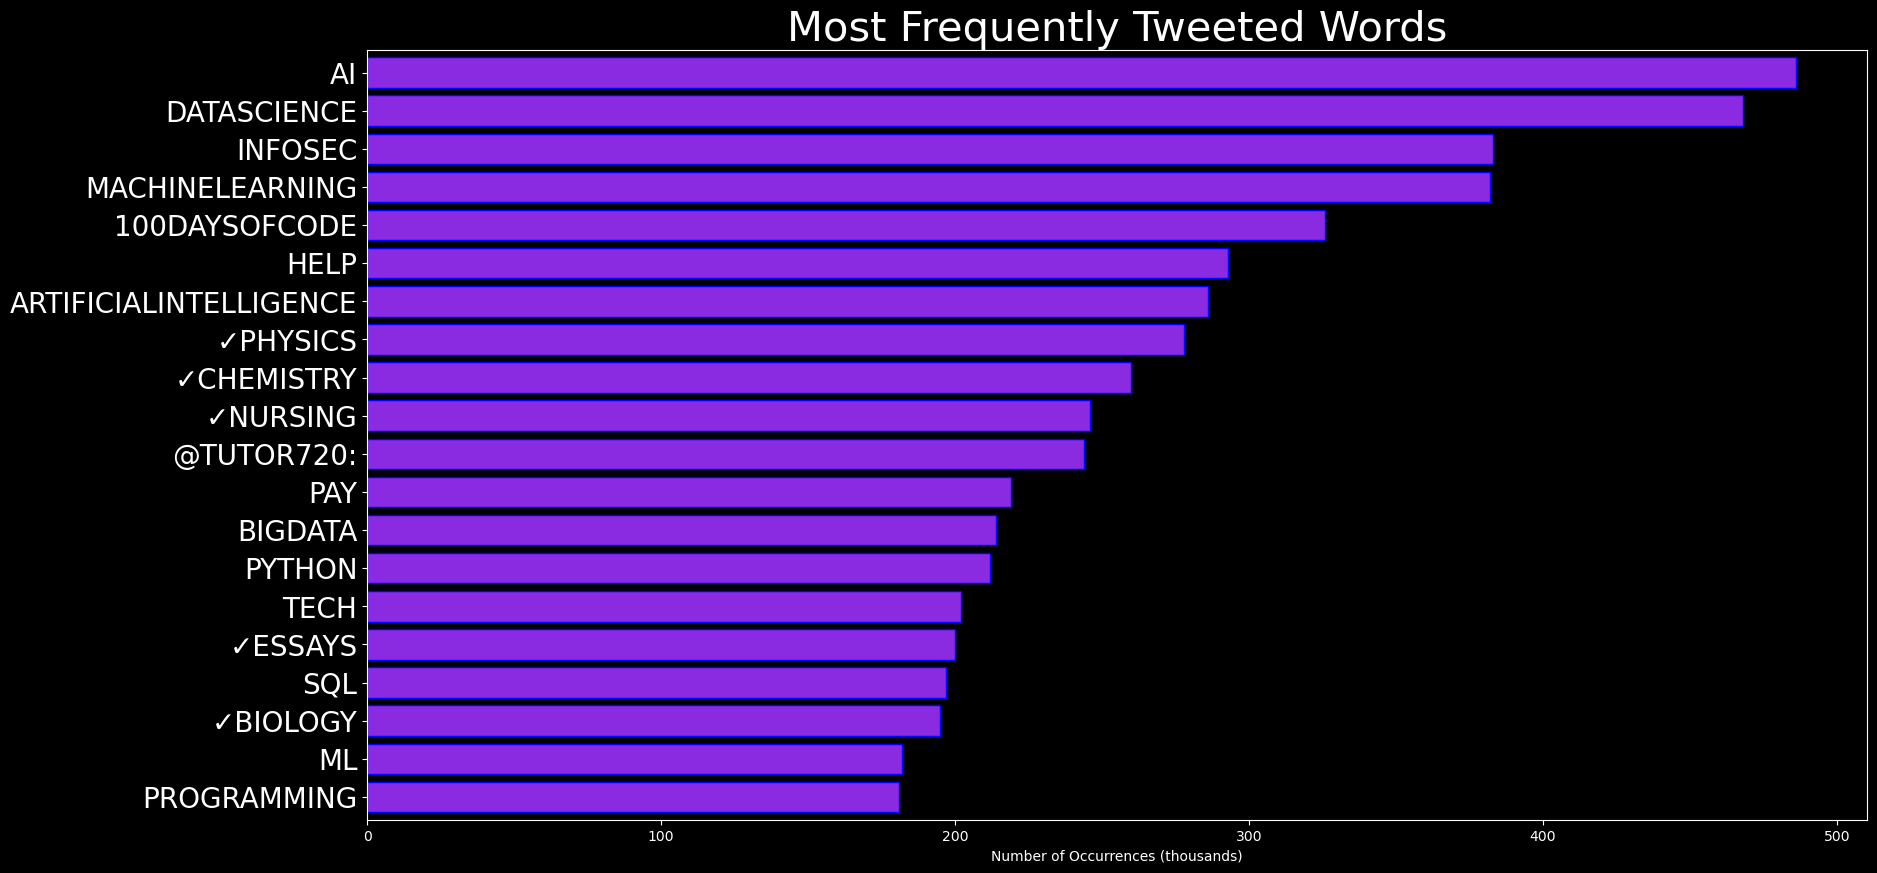 Most Frequently Tweeted Words
AI
DATASCIENCE
INFOSEC
MACHINELEARNING
100DAYSOFCODE
HELP
ARTIFICIALINTELLIGENCE
✓PHYSICS
✓CHEMISTRY
✓NURSING
@TUTOR720:
PAY
BIGDATA
PYTHON
TECH
✓ESSAYS
SQL
✓BIOLOGY
ML
PROGRAMMING
0 100 200 300 400 500
Number of Occurrences (thousands)